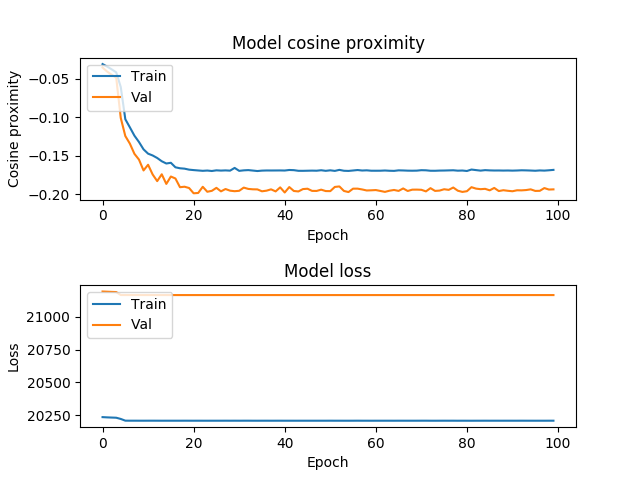 Model cosine proximity
Cosine proximity
−0.05
−0.10
−0.15
−0.20
Train
Val
0 20 40 60 80 100
Epoch
Model loss
Loss
21000
20750
20500
20250
Train
Val
0 20 40 60 80 100
Epoch